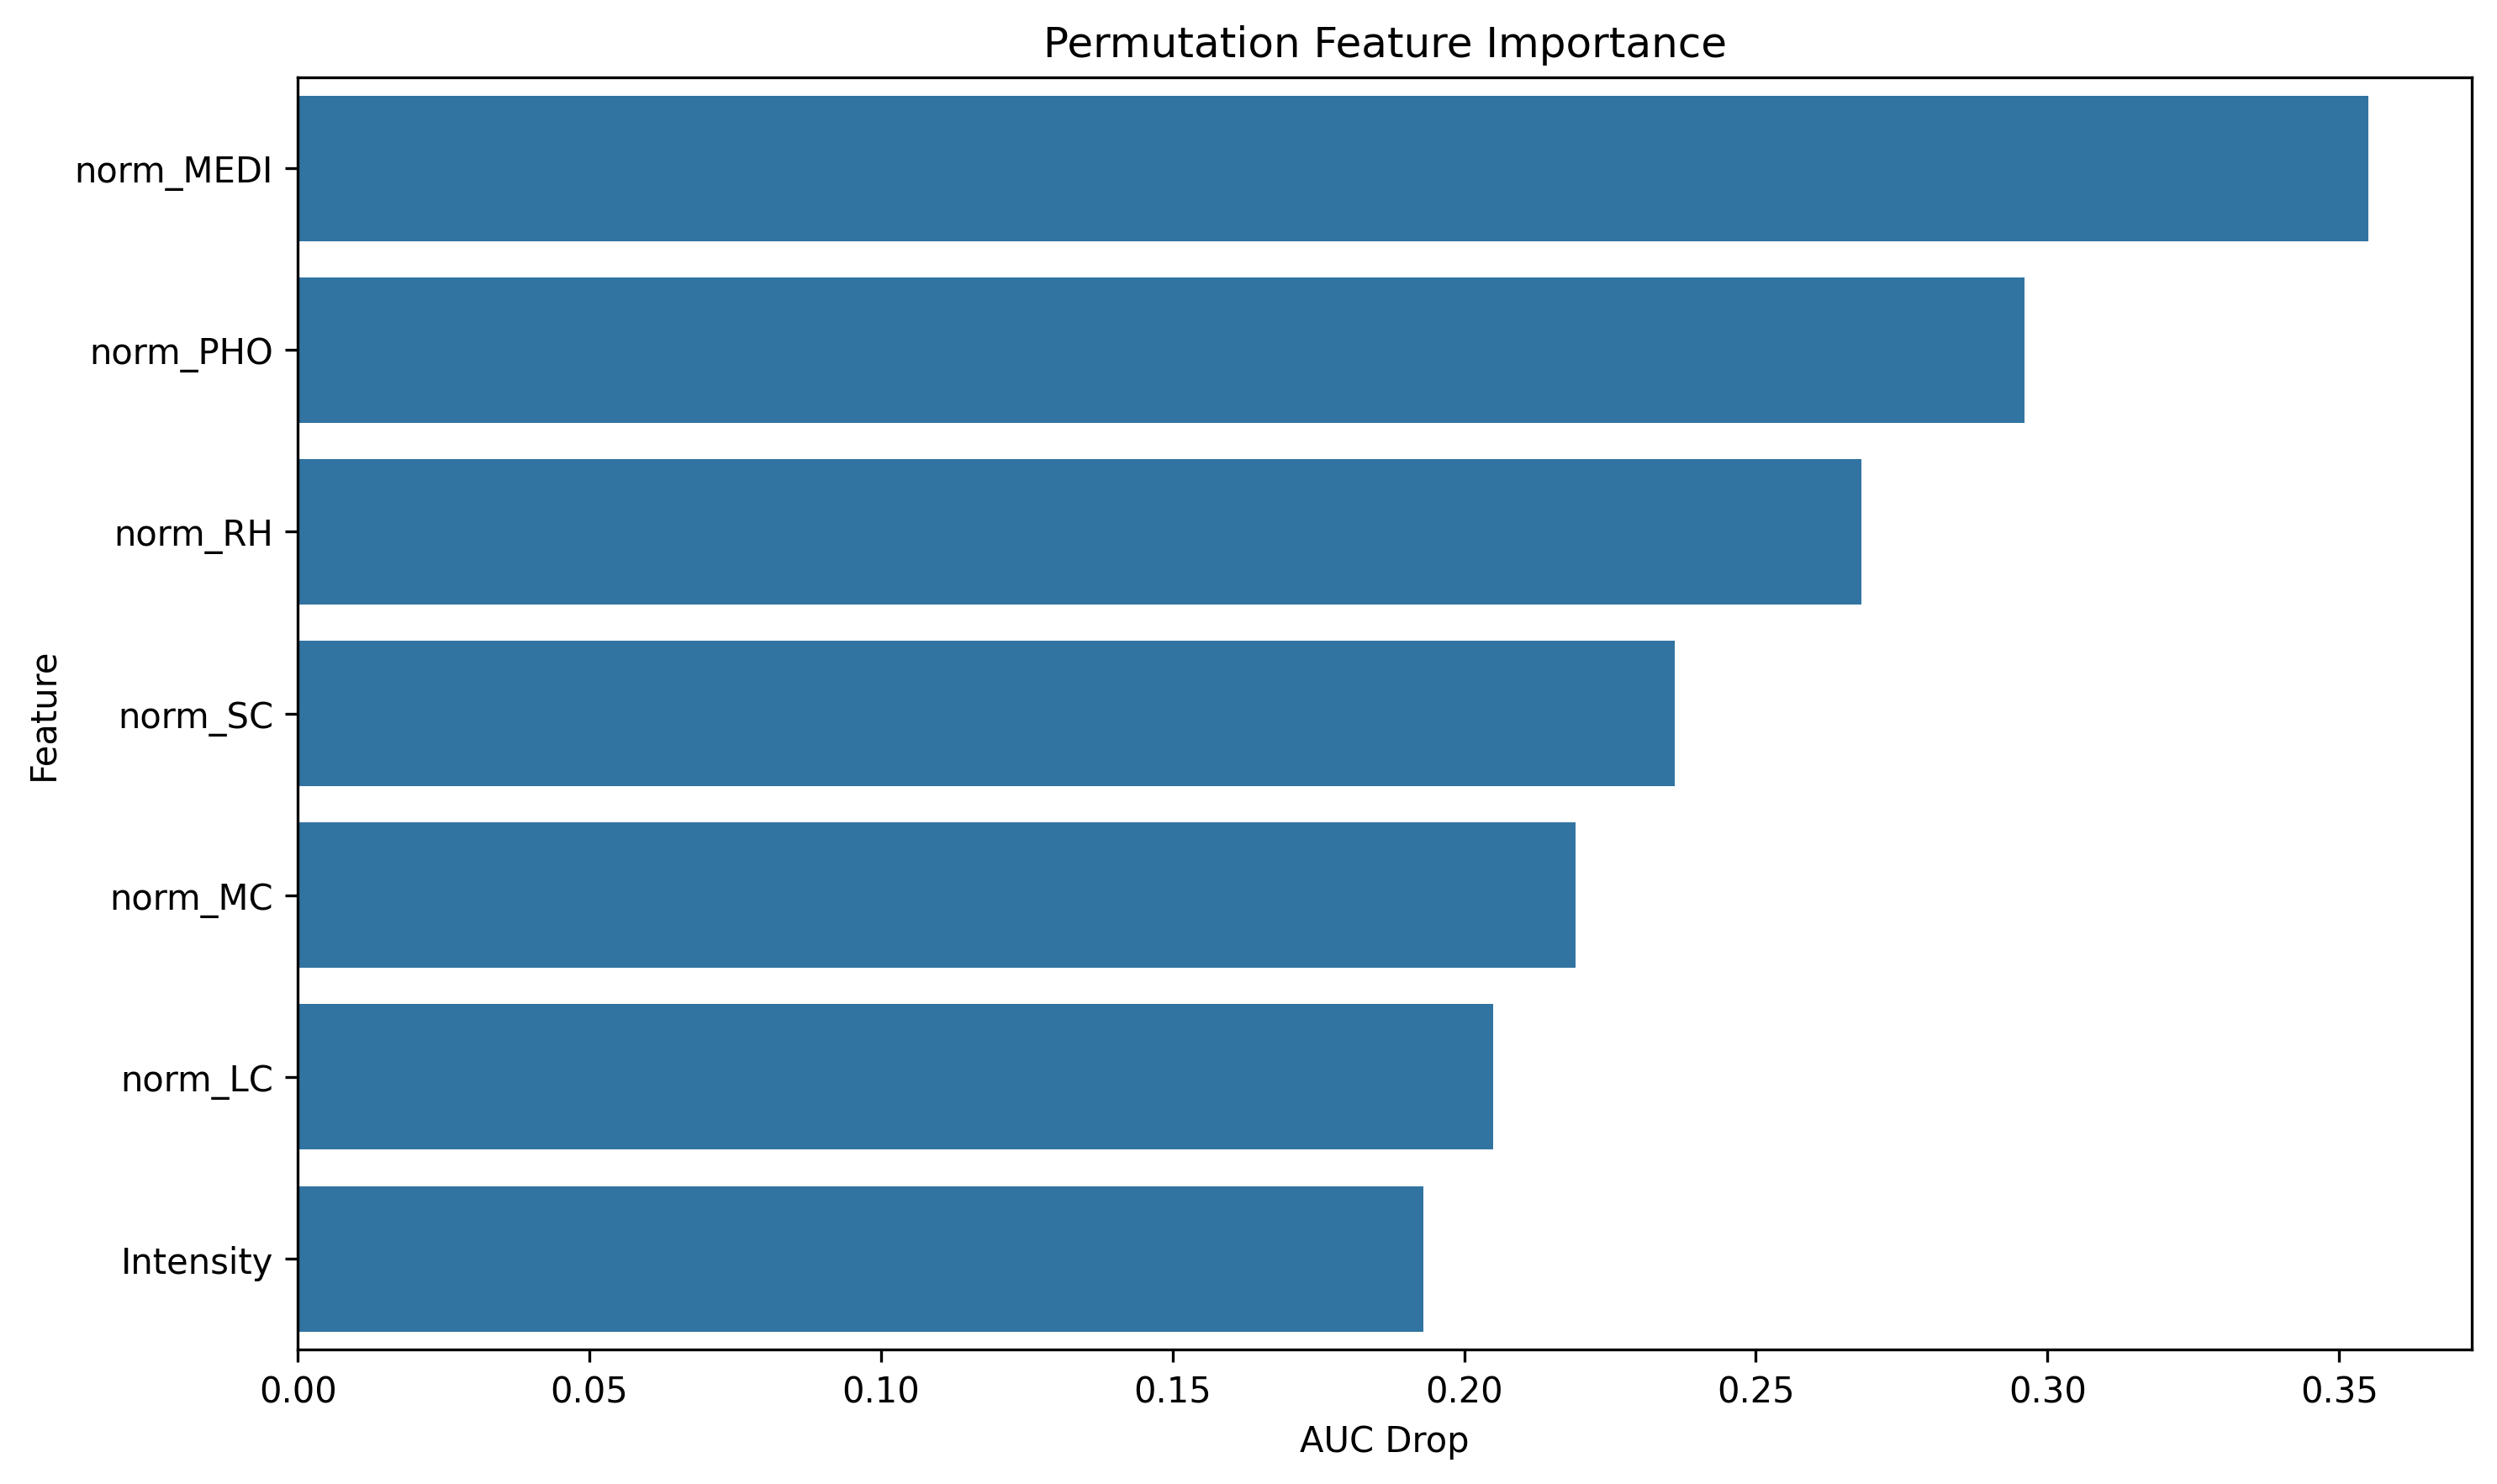 Permutation Feature Importance
norm_MEDI
norm_PHO
norm_RH
norm_SC
norm_MC
norm_LC
Intensity
Feature
0.00 0.05 0.10 0.15 0.20 0.25 0.30 0.35
AUC Drop